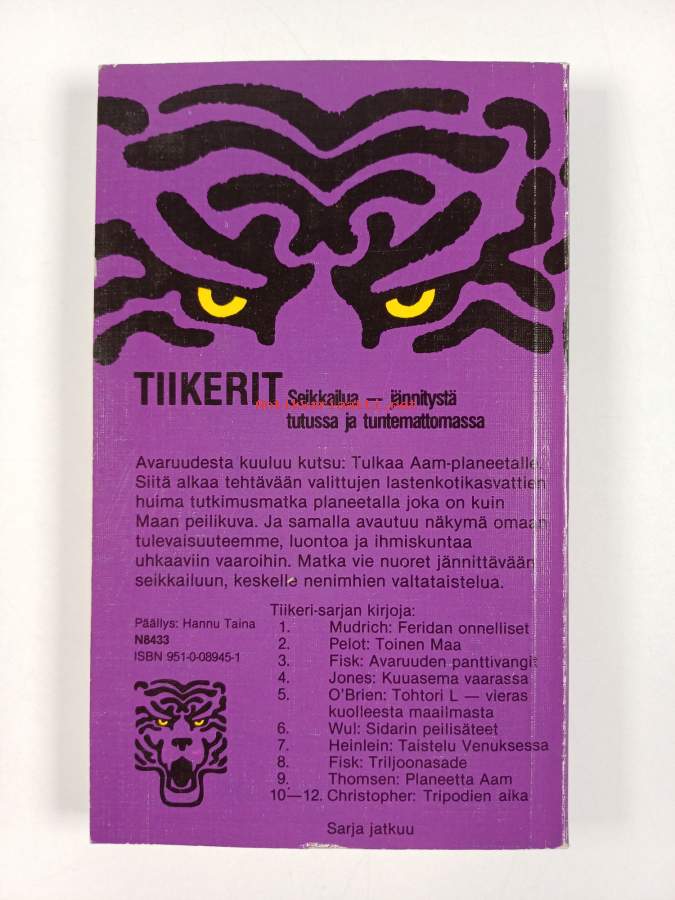 TIIKERIT Seikkailua — jännitystä
tutussa ja tuntemattomassa
Avaruudesta kuuluu kutsu: Tulkaa Aam-planeetalle.
Siitä alkaa tehtävään valittujen lastenkotikasvattien
huima tutkimusmatka planeetalla joka on kuin
Maan peilikuva. Ja samalla avautuu näkymä omaan
tulevaisuuteemme, luontoa ja ihmiskuntaa
uhkaaviin vaaroihin. Matka vie nuoret jännittävään
seikkailuun, keskelle nenimhien valtataistelua.
Päällys: Hannu Taina
N8433
ISBN 951-0-08945-1
Tiikeri-sarjan kirjoja:
1. Mudrich: Feridan onnelliset
2. Pelot: Toinen Maa
3. Fisk: Avaruuden panttivangit
4. Jones: Kuuasema vaarassa
5. O'Brien: Tohtori L — vieras
kuolleesta maailmasta
6. Wul: Sidarin peilisäteet
7. Heinlein: Taistelu Venuksessa
8. Fisk: Triljoonasade
9. Thomsen: Planeetta Aam
10—12. Christopher: Tripodien aika
Sarja jatkuu